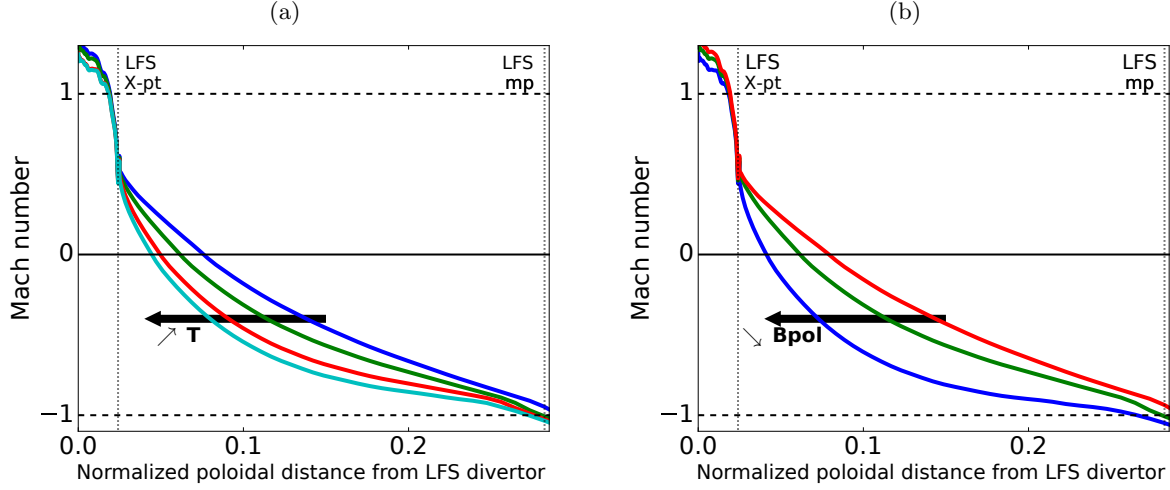 (a)
(b)
LFS
X-pt
LFS
mp
LFS
X-pt
LFS
mp
1
0
−1
1
0
−1
Mach number
Mach number
↗ T
↘ Bpol
0.0 0.1 0.2
0.0 0.1 0.2
Normalized poloidal distance from LFS divertor
Normalized poloidal distance from LFS divertor